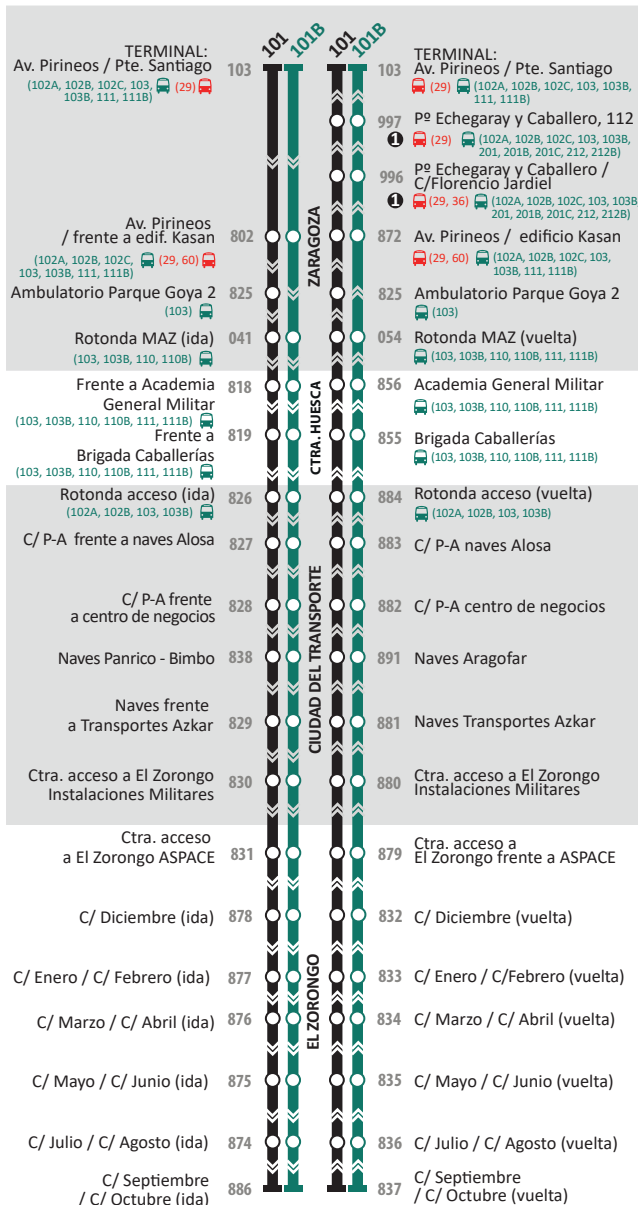 101
101B
101
101B
TERMINAL:
Av. Pirineos / Pte. Santiago
103
(102A, 102B, 102C, 103, (29)
103B, 111, 111B)
Av. Pirineos
/ frente a edif. Kasan
802
(102A, 102B, 102C, (29, 60)
103, 103B, 111, 111B)
Ambulatorio Parque Goya 2
825
(103)
Rotonda MAZ (ida)
041
(103, 103B, 110, 110B)
Frente a Academia
General Militar
818
(103, 103B, 110, 110B, 111, 111B)
Frente a
Brigada Caballerías
819
(103, 103B, 110, 110B, 111, 111B)
Rotonda acceso (ida)
826
(102A, 102B, 103, 103B)
C/ P-A frente a naves Alosa
827
C/ P-A frente
a centro de negocios
828
Naves Panrico - Bimbo
838
Naves frente
a Transportes Azkar
829
Ctra. acceso a El Zorongo
Instalaciones Militares
830
Ctra. acceso
a El Zorongo ASPACE
831
C/ Diciembre (ida)
878
C/ Enero / C/ Febrero (ida)
877
C/ Marzo / C/ Abril (ida)
876
C/ Mayo / C/ Junio (ida)
875
C/ Julio / C/ Agosto (ida)
874
C/ Septiembre
/ C/ Octubre (ida)
886
ZARAGOZA
CTRA. HUESCA
CIUDAD DEL TRANSPORTE
EL ZORONGO
103
TERMINAL:
Av. Pirineos / Pte. Santiago
(29) (102A, 102B, 102C, 103, 103B,
111, 111B)
997
Pº Echegaray y Caballero, 112
1 (29) (102A, 102B, 102C, 103, 103B,
201, 201B, 201C, 212, 212B)
996
Pº Echegaray y Caballero /
C/Florencio Jardiel
1 (29, 36) (102A, 102B, 102C, 103, 103B
201, 201B, 201C, 212, 212B)
872
Av. Pirineos / edificio Kasan
(29, 60) (102A, 102B, 102C, 103,
103B, 111, 111B)
825
Ambulatorio Parque Goya 2
(103)
054
Rotonda MAZ (vuelta)
(103, 103B, 110, 110B, 111, 111B)
856
Academia General Militar
(103, 103B, 110, 110B, 111, 111B)
855
Brigada Caballerías
(103, 103B, 110, 110B, 111, 111B)
884
Rotonda acceso (vuelta)
(102A, 102B, 103, 103B)
883
C/ P-A naves Alosa
882
C/ P-A centro de negocios
891
Naves Aragofar
881
Naves Transportes Azkar
880
Ctra. acceso a El Zorongo
Instalaciones Militares
879
Ctra. acceso a
El Zorongo frente a ASPACE
832
C/ Diciembre (vuelta)
833
C/ Enero / C/Febrero (vuelta)
834
C/ Marzo / C/ Abril (vuelta)
835
C/ Mayo / C/ Junio (vuelta)
836
C/ Julio / C/ Agosto (vuelta)
837
C/ Septiembre
/ C/ Octubre (vuelta)